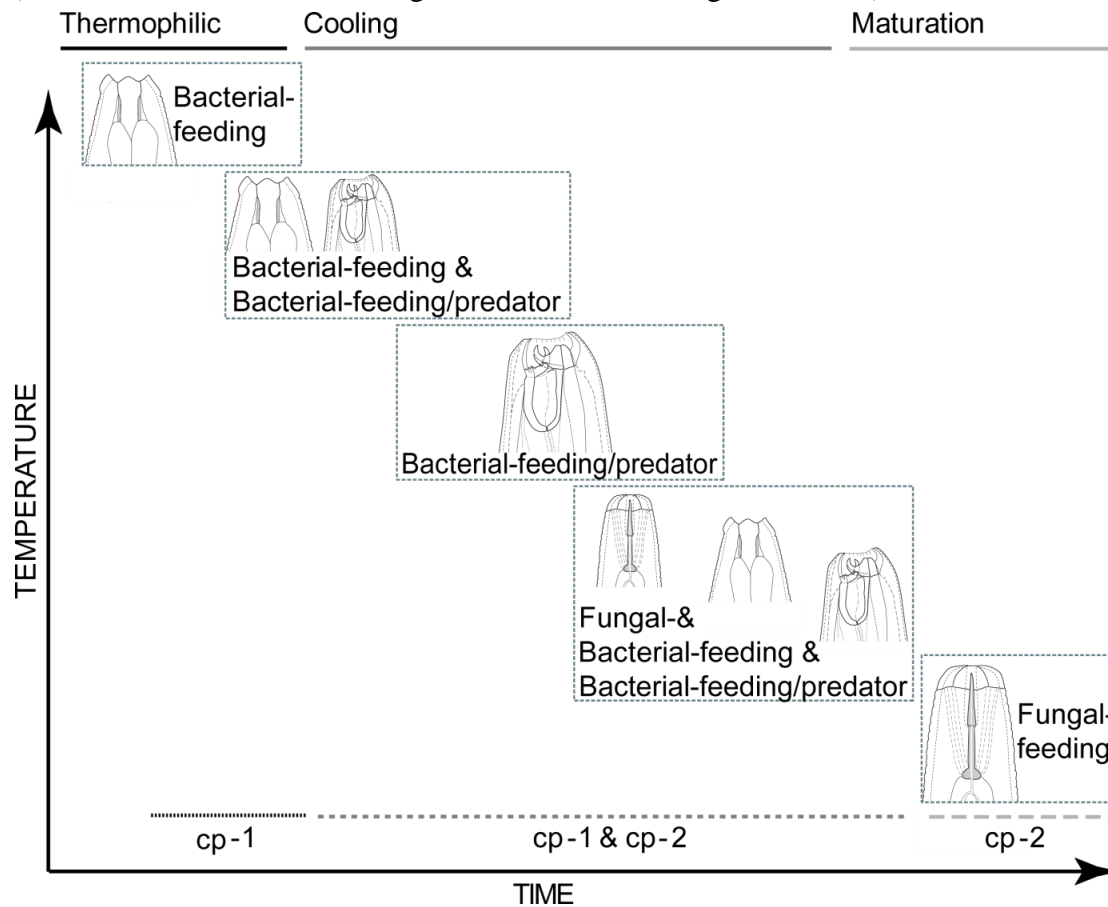 Thermophilic
Cooling
Maturation
Bacterial-
feeding
Bacterial-feeding &
Bacterial-feeding/predator
Bacterial-feeding/predator
Fungal-&
Bacterial-feeding &
Bacterial-feeding/predator
Fungal-
feeding
TEMPERATURE
cp-1
cp-1 & cp-2
cp-2
TIME